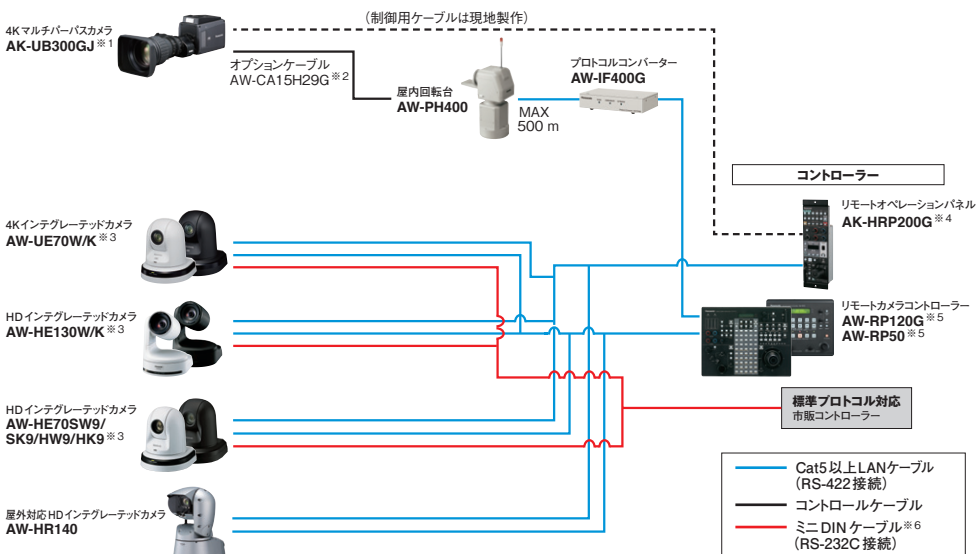 (制御用ケーブルは現地製作)
4Kマルチパーパスカメラ
AK-UB300GJ※1
オプションケーブル
AW-CA15H29G※2
屋内回転台
AW-PH400
MAX
500 m
プロトコルコンバーター
AW-IF400G
コントローラー
リモートオペレーションパネル
AK-HRP200G※4
4Kインテグレーテッドカメラ
AW-UE70W/K※3
HDインテグレーテッドカメラ
AW-HE130W/K※3
リモートカメラコントローラー
AW-RP120G※5
AW-RP50※5
標準プロトコル対応
市販コントローラー
HDインテグレーテッドカメラ
AW-HE70SW9/
SK9/HW9/HK9※3
屋外対応HDインテグレーテッドカメラ
AW-HR140
Cat5以上LANケーブル
(RS-422接続)
コントロールケーブル
ミニDINケーブル※6
(RS-232C接続)